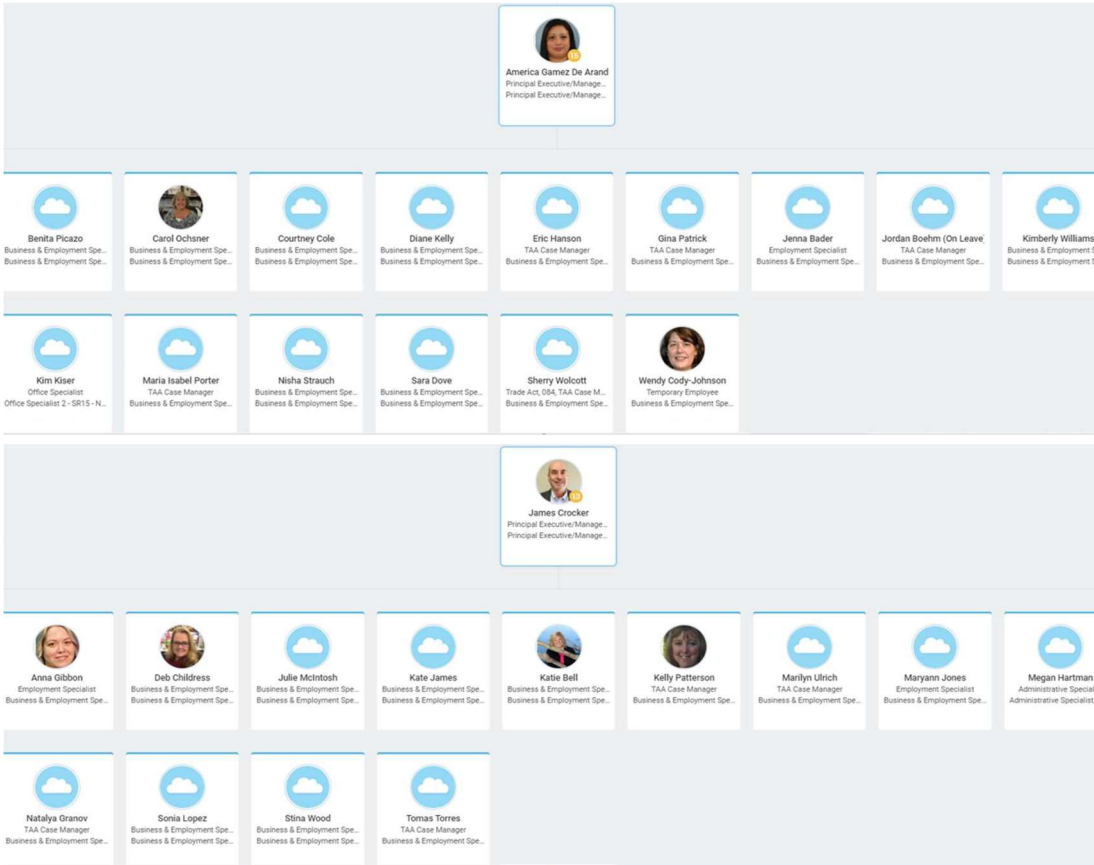 15
America Gamez De Arand
Principal Executive/Manage...
Principal Executive/Manage...
Benita Picazo
Business & Employment Spe...
Business & Employment Spe...
Carol Ochsner
Business & Employment Spe...
Business & Employment Spe...
Courtney Cole
Business & Employment Spe...
Business & Employment Spe...
Diane Kelly
Business & Employment Spe...
Business & Employment Spe...
Eric Hanson
TAA Case Manager
Business & Employment Spe...
Gina Patrick
TAA Case Manager
Business & Employment Spe...
Jenna Bader
Employment Specialist
Business & Employment Spe...
Jordan Boehm (On Leave)
TAA Case Manager
Business & Employment Spe...
Kimberly Williams
Business & Employment S
Business & Employment S
Kim Kiser
Office Specialist
Office Specialist 2 - SR15 - N...
Maria Isabel Porter
TAA Case Manager
Business & Employment Spe...
Nisha Strauch
Business & Employment Spe...
Business & Employment Spe...
Sara Dove
Business & Employment Spe...
Business & Employment Spe...
Sherry Wolcott
Trade Act, 084, TAA Case M...
Business & Employment Spe...
Wendy Cody-Johnson
Temporary Employee
Business & Employment Spe...
13
James Crocker
Principal Executive/Manage...
Principal Executive/Manage...
Anna Gibbon
Employment Specialist
Business & Employment Spe...
Deb Childress
Business & Employment Spe...
Business & Employment Spe...
Julie McIntosh
Business & Employment Spe...
Business & Employment Spe...
Kate James
Business & Employment Spe...
Business & Employment Spe...
Katie Bell
Business & Employment Spe...
Business & Employment Spe...
Kelly Patterson
TAA Case Manager
Business & Employment Spe...
Marilyn Ulrich
TAA Case Manager
Business & Employment Spe...
Maryann Jones
Employment Specialist
Business & Employment Spe...
Megan Hartman
Administrative Special
Administrative Specialist
Natalya Granov
TAA Case Manager
Business & Employment Spe...
Sonia Lopez
Business & Employment Spe...
Business & Employment Spe...
Stina Wood
Business & Employment Spe...
Business & Employment Spe...
Tomas Torres
TAA Case Manager
Business & Employment Spe...